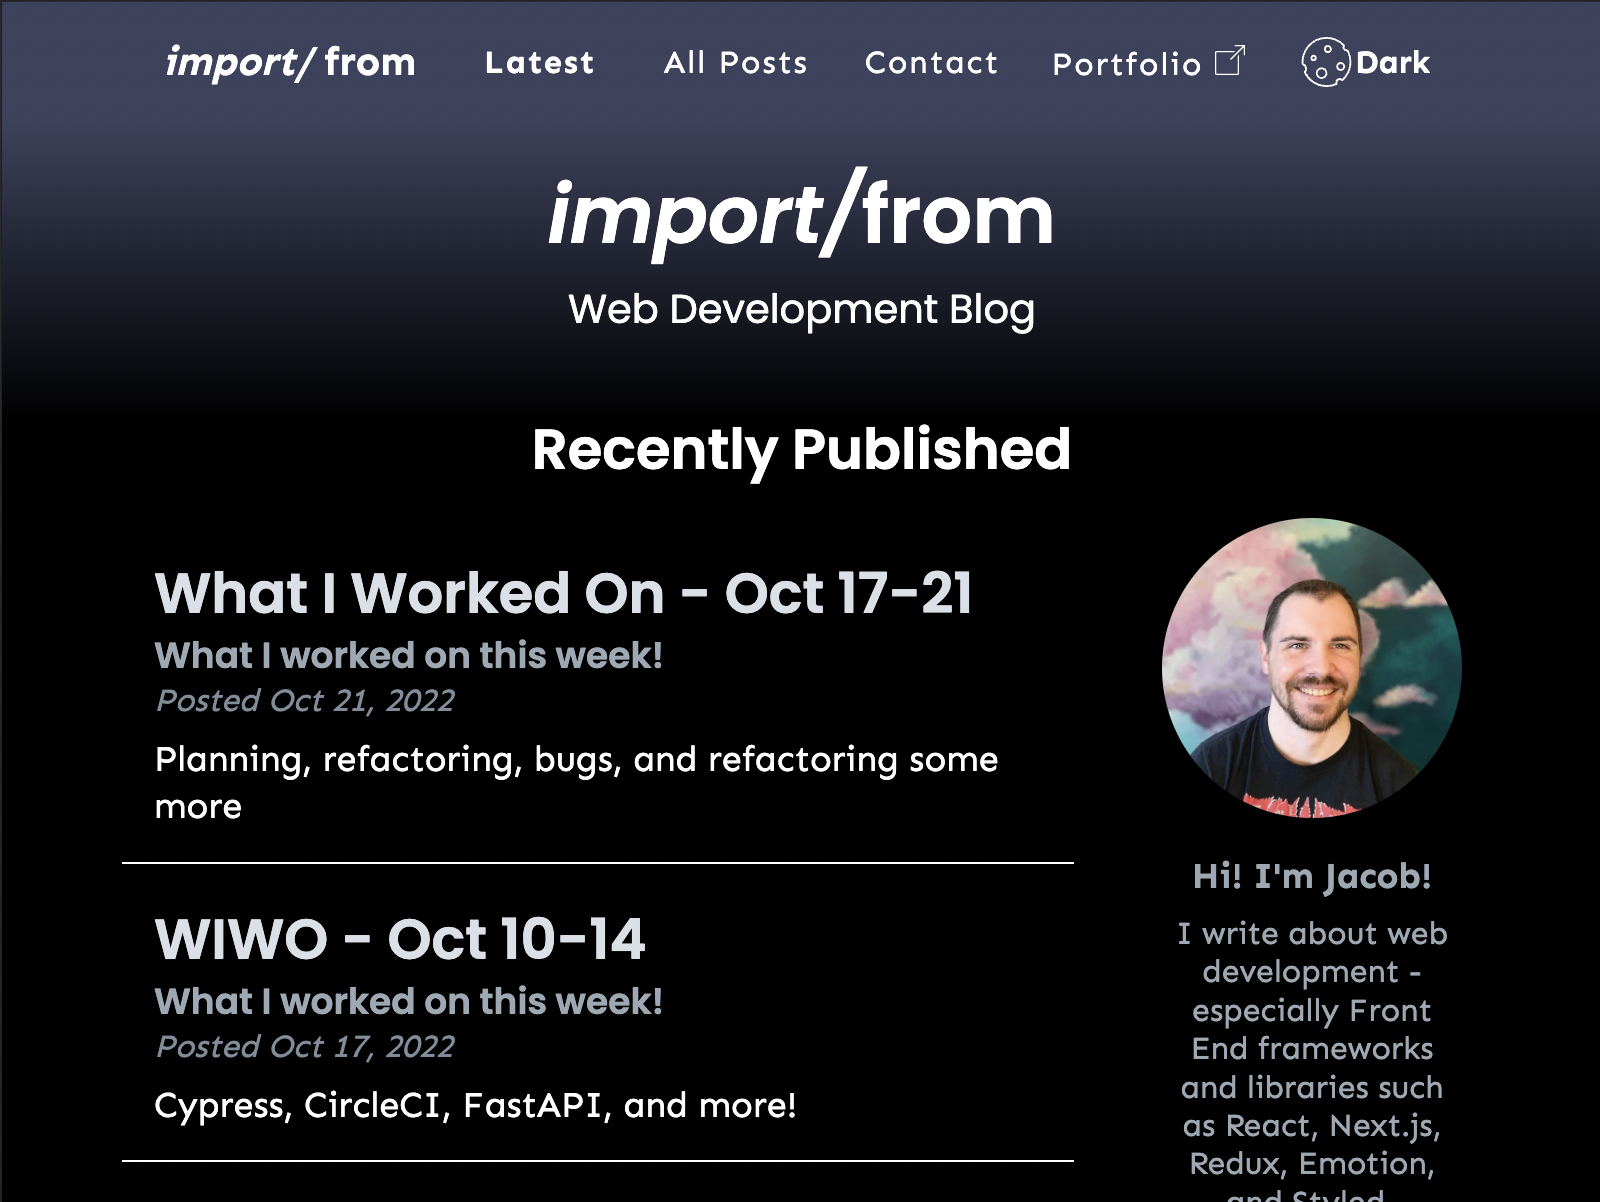 import/ from Latest All Posts Contact Portfolio Dark
import/from
Web Development Blog
Recently Published
What I Worked On - Oct 17-21
What I worked on this week!
Posted Oct 21, 2022
Planning, refactoring, bugs, and refactoring some
more
WIWO - Oct 10-14
What I worked on this week!
Posted Oct 17, 2022
Cypress, CircleCI, FastAPI, and more!
Hi! I'm Jacob!
I write about web
development -
especially Front
End frameworks
and libraries such
as React, Next.js,
Redux, Emotion,
and Styled